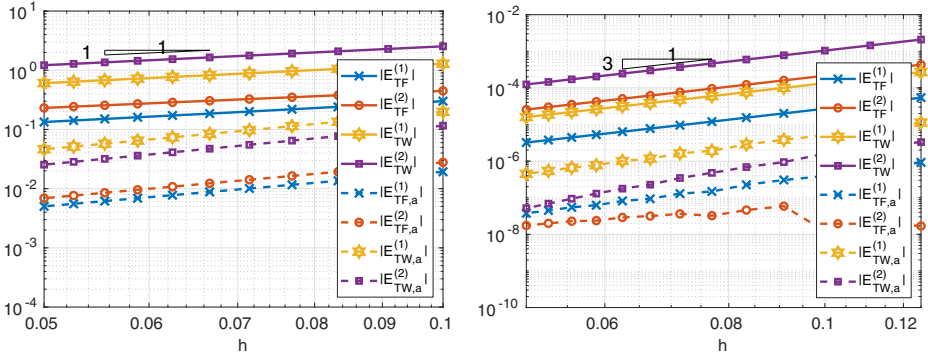 10^2
10^0
10^-1
10^-2
10^-4
1
1
|E_TF^(1)|
|E_TF^(2)|
|E_TW^(1)|
|E_TW^(2)|
|E_TF,a^(1)|
|E_TF,a^(2)|
|E_TW,a^(1)|
|E_TW,a^(2)|
0.05
0.06
0.07
0.08
0.09
0.1
h
10^-2
10^-4
10^-6
10^-8
10^-10
3
1
|E_TF^(1)|
|E_TF^(2)|
|E_TW^(1)|
|E_TW^(2)|
|E_TF,a^(1)|
|E_TF,a^(2)|
|E_TW,a^(1)|
|E_TW,a^(2)|
0.06
0.08
0.1
0.12
h